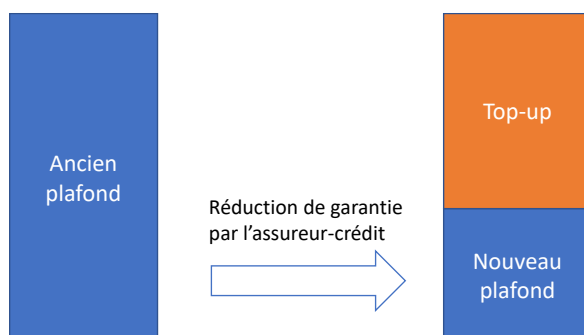 Ancien
plafond
Réduction de garantie
par l’assureur-crédit
Top-up
Nouveau
plafond